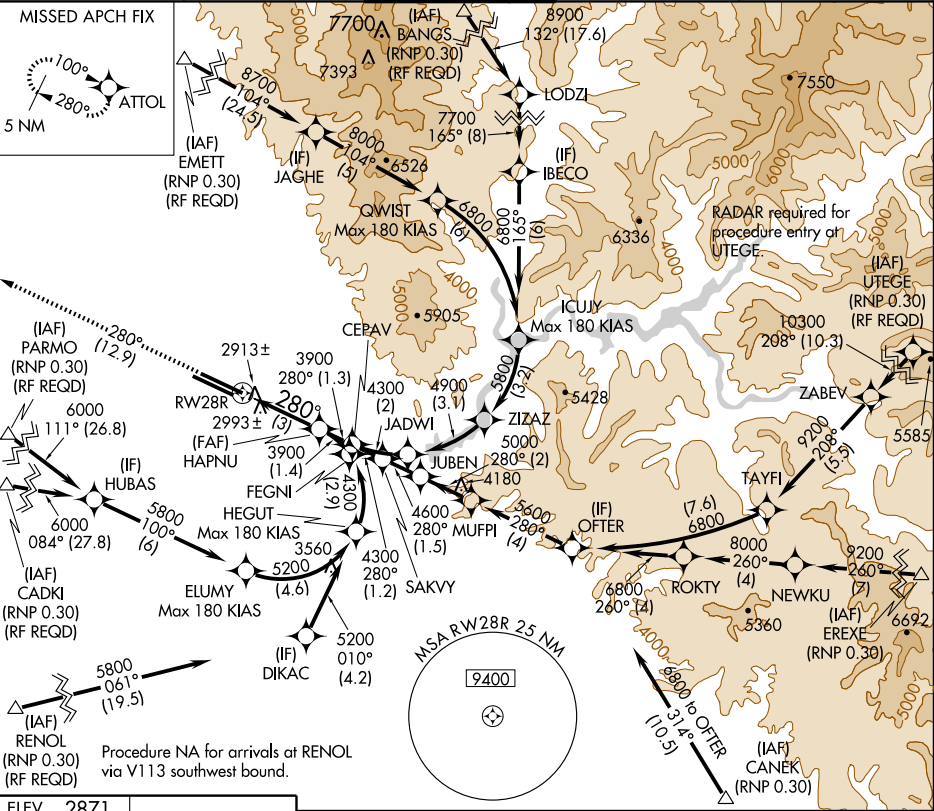 MISSED APCH FIX
100°
280°
ATTOL
5 NM
7700
(IAF)
BANGS
(RNP 0.30)
(RF REQD)
7393
8900
132° (17.6)
LODZI
7700
165° (8)
(IF)
IBECO
7550
5000
6000
8700
104°
(24.5)
(IAF)
EMETT
(RNP 0.30)
(RF REQD)
(IF)
JAGHE
8000
104°
(5)
6526
QWIST
Max 180 KIAS
6800
(6)
6800
165°
(6)
6336
4000
RADAR required for
procedure entry at
UTEGE.
5000
(IAF)
UTEGE
(RNP 0.30)
(RF REQD)
4000
5000
5905
ICUJY
Max 180 KIAS
10300
208° (10.3)
ZABEV
5585
280°
(12.9)
(IAF)
PARMO
(RNP 0.30)
(RF REQD)
CEPAV
2913±
3900
280° (1.3)
4300
(2)
4900
(3.1)
5800
(3.2)
5428
RW28R
2993±
280°
(3)
JADWI
ZIZAZ
9200
208°
(5.5)
6000
111° (26.8)
(FAF)
HAPNU
3900
(1.4)
JUBEN
5000
280° (2)
4180
TAYFI
(IF)
HUBAS
FEGNI
4300
(2.9)
HEGUT
Max 180 KIAS
MUFPI
5600
280°
(4)
(IF)
OFTER
(7.6)
6800
6000
084° (27.8)
5800
100°
(6)
4600
280°
(1.5)
3560
4300
280°
(1.2)
SAKVY
8000
260°
(4)
9200
260°
(7)
(IAF)
CADKI
(RNP 0.30)
(RF REQD)
ELUMY
Max 180 KIAS
5200
(4.6)
6800
260° (4)
ROKTY
NEWKU
5360
(IAF)
EREXE
(RNP 0.30)
6692
5000
4000
(IF)
DIKAC
5200
010°
(4.2)
MSA RW28R 25 NM
9400
5800
061°
(19.5)
(IAF)
RENOL
(RNP 0.30)
(RF REQD)
Procedure NA for arrivals at RENOL
via V113 southwest bound.
6800 to OFTER
314°
(10.5)
(IAF)
CANEK
(RNP 0.30)
ELEV 2871